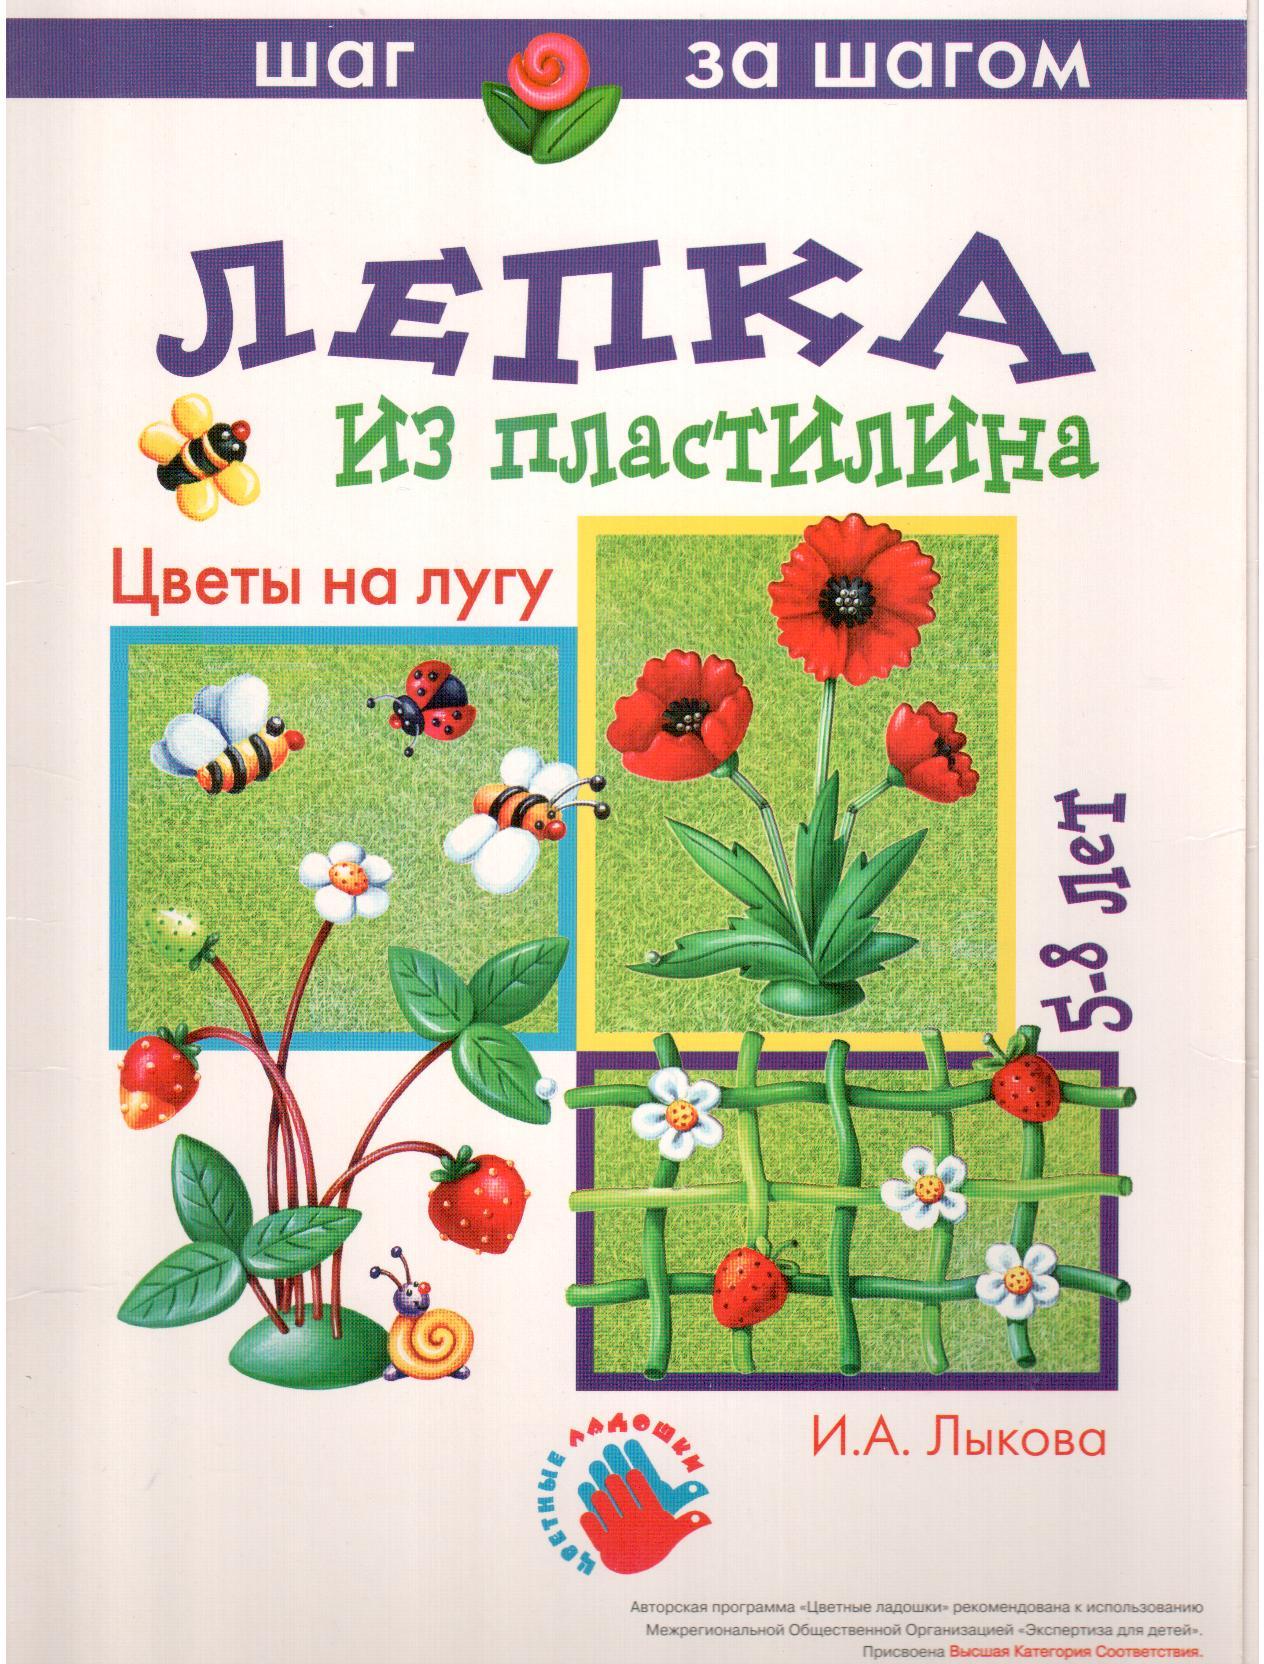 шаг за шагом
ЛЕПКА
из пластилина
Цветы на лугу
5-8 лет
И.А. Лыкова
ЦВЕТНЫЕ ЛАДОШКИ
Авторская программа «Цветные ладошки» рекомендована к использованию
Межрегиональной Общественной Организацией «Экспертиза для детей».
Присвоена Высшая Категория Соответствия.